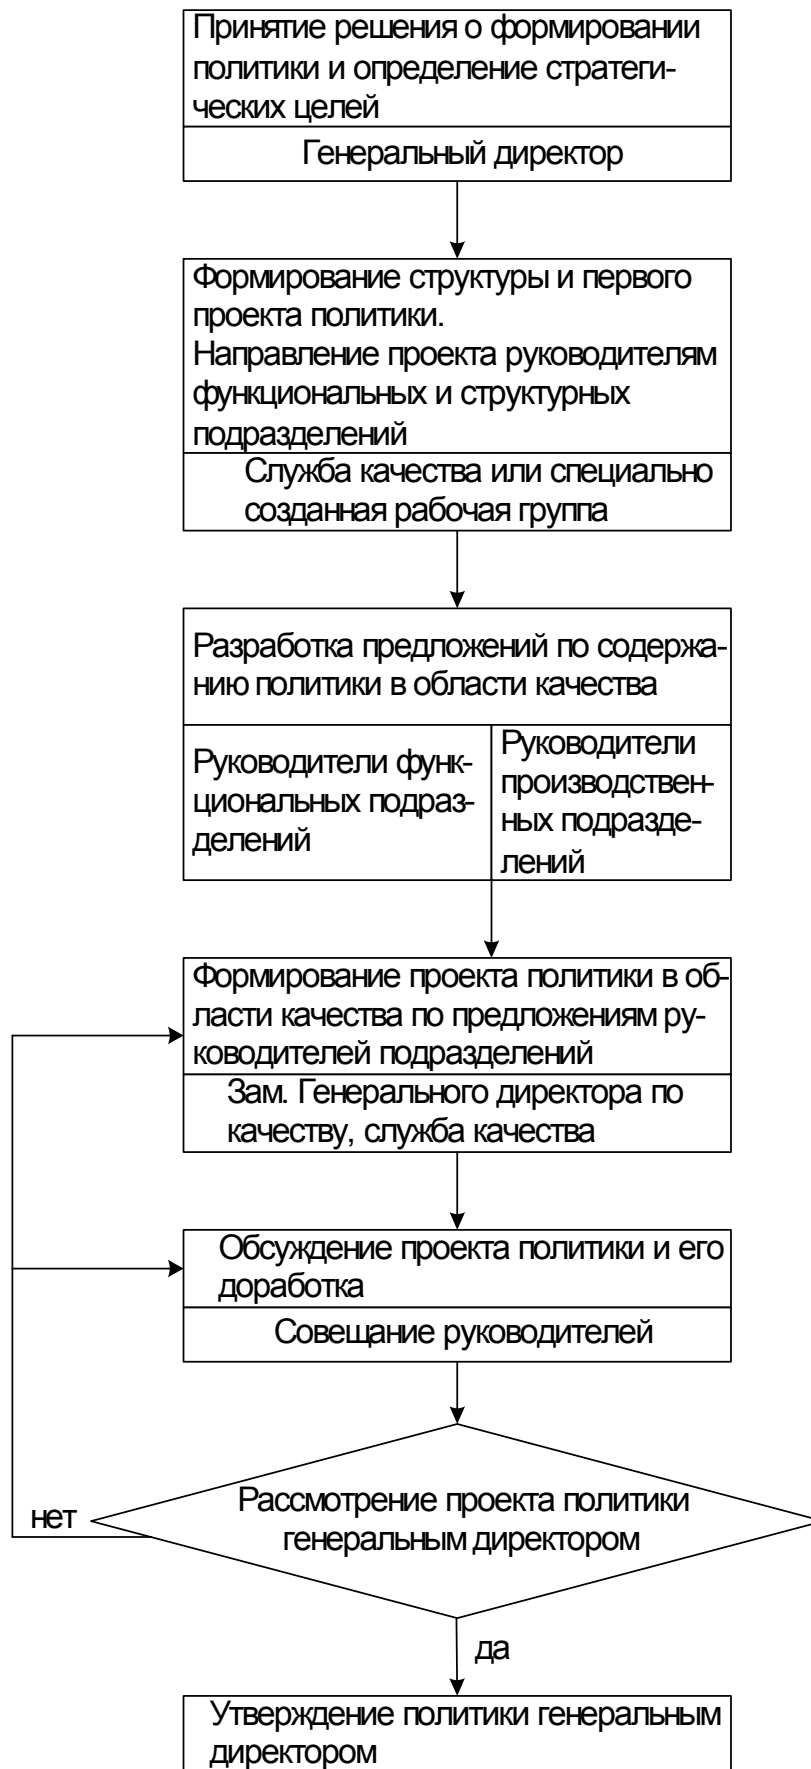 Принятие решения о формировании
политики и определение стратеги-
ческих целей
Генеральный директор
Формирование структуры и первого
проекта политики.
Направление проекта руководителям
функциональных и структурных
подразделений
Служба качества или специально
созданная рабочая группа
Разработка предложений по содержа-
нию политики в области качества
Руководители функ-
циональных подраз-
делений
Руководители
производствен-
ных подразде-
лений
Формирование проекта политики в об-
ласти качества по предложениям ру-
ководителей подразделений
Зам. Генерального директора по
качеству, служба качества
Обсуждение проекта политики и его
доработка
Совещание руководителей
Рассмотрение проекта политики
генеральным директором
нет
да
Утверждение политики генеральным
директором